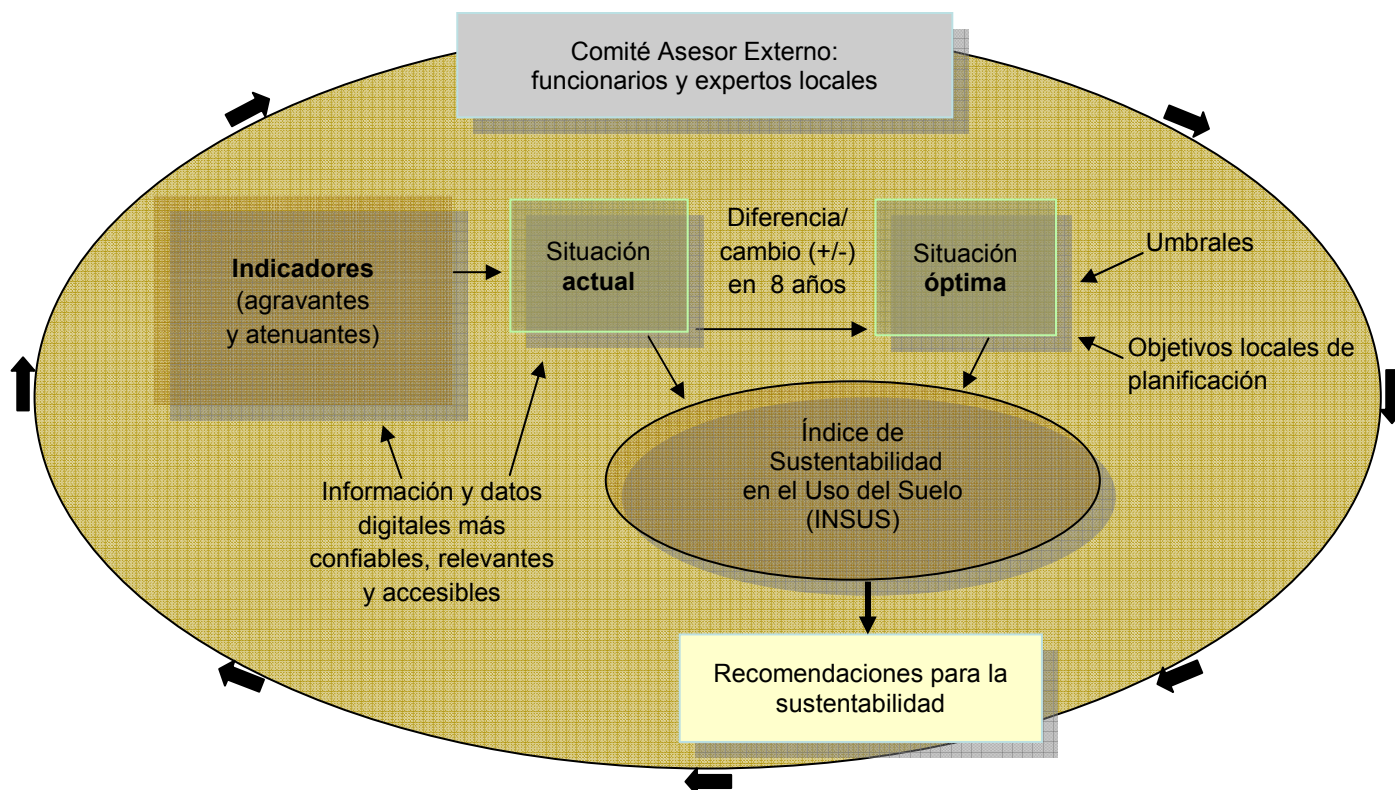 Comité Asesor Externo:
funcionarios y expertos locales
Indicadores
(agravantes
y atenuantes)
Situación
actual
Diferencia/
cambio (+/-)
en 8 años
Situación
óptima
Umbrales
Objetivos locales de
planificación
Información y datos
digitales más
confiables, relevantes
y accesibles
Índice de
Sustentabilidad
en el Uso del Suelo
(INSUS)
Recomendaciones para la
sustentabilidad